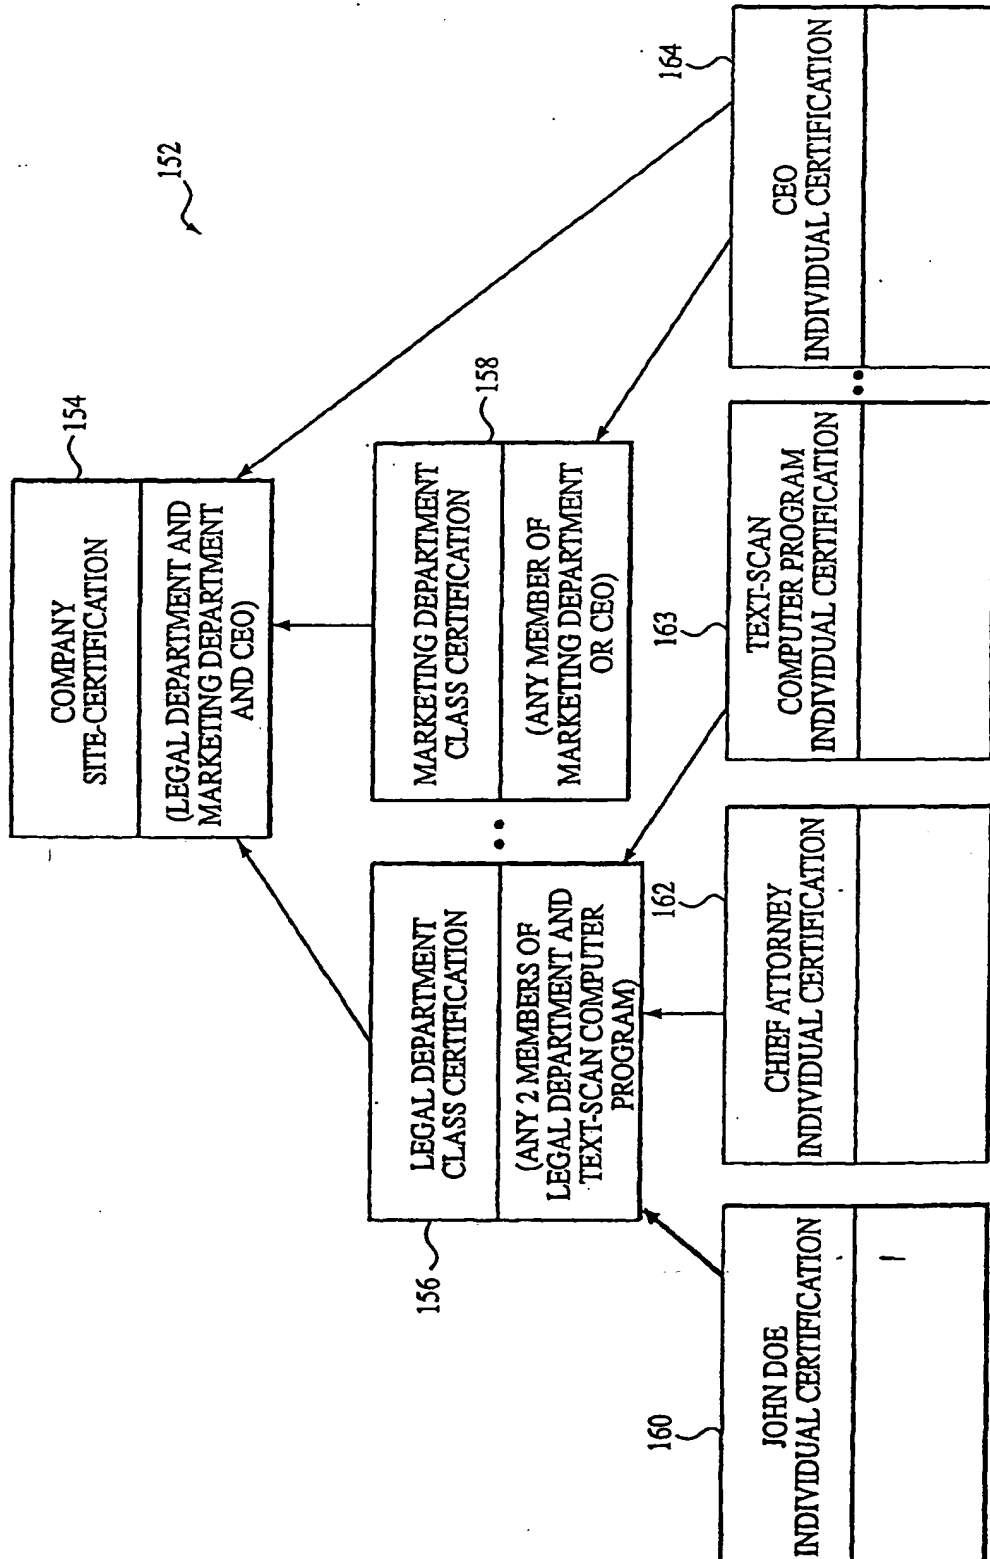 152
154
COMPANY
SITE-CERTIFICATION
(LEGAL DEPARTMENT AND
MARKETING DEPARTMENT
AND CEO)
156
LEGAL DEPARTMENT
CLASS CERTIFICATION
(ANY 2 MEMBERS OF
LEGAL DEPARTMENT AND
TEXT-SCAN COMPUTER
PROGRAM)
158
MARKETING DEPARTMENT
CLASS CERTIFICATION
(ANY MEMBER OF
MARKETING DEPARTMENT
OR CEO)
160
JOHN DOE
INDIVIDUAL CERTIFICATION
162
CHIEF ATTORNEY
INDIVIDUAL CERTIFICATION
163
TEXT-SCAN
COMPUTER PROGRAM
INDIVIDUAL CERTIFICATION
164
CEO
INDIVIDUAL CERTIFICATION